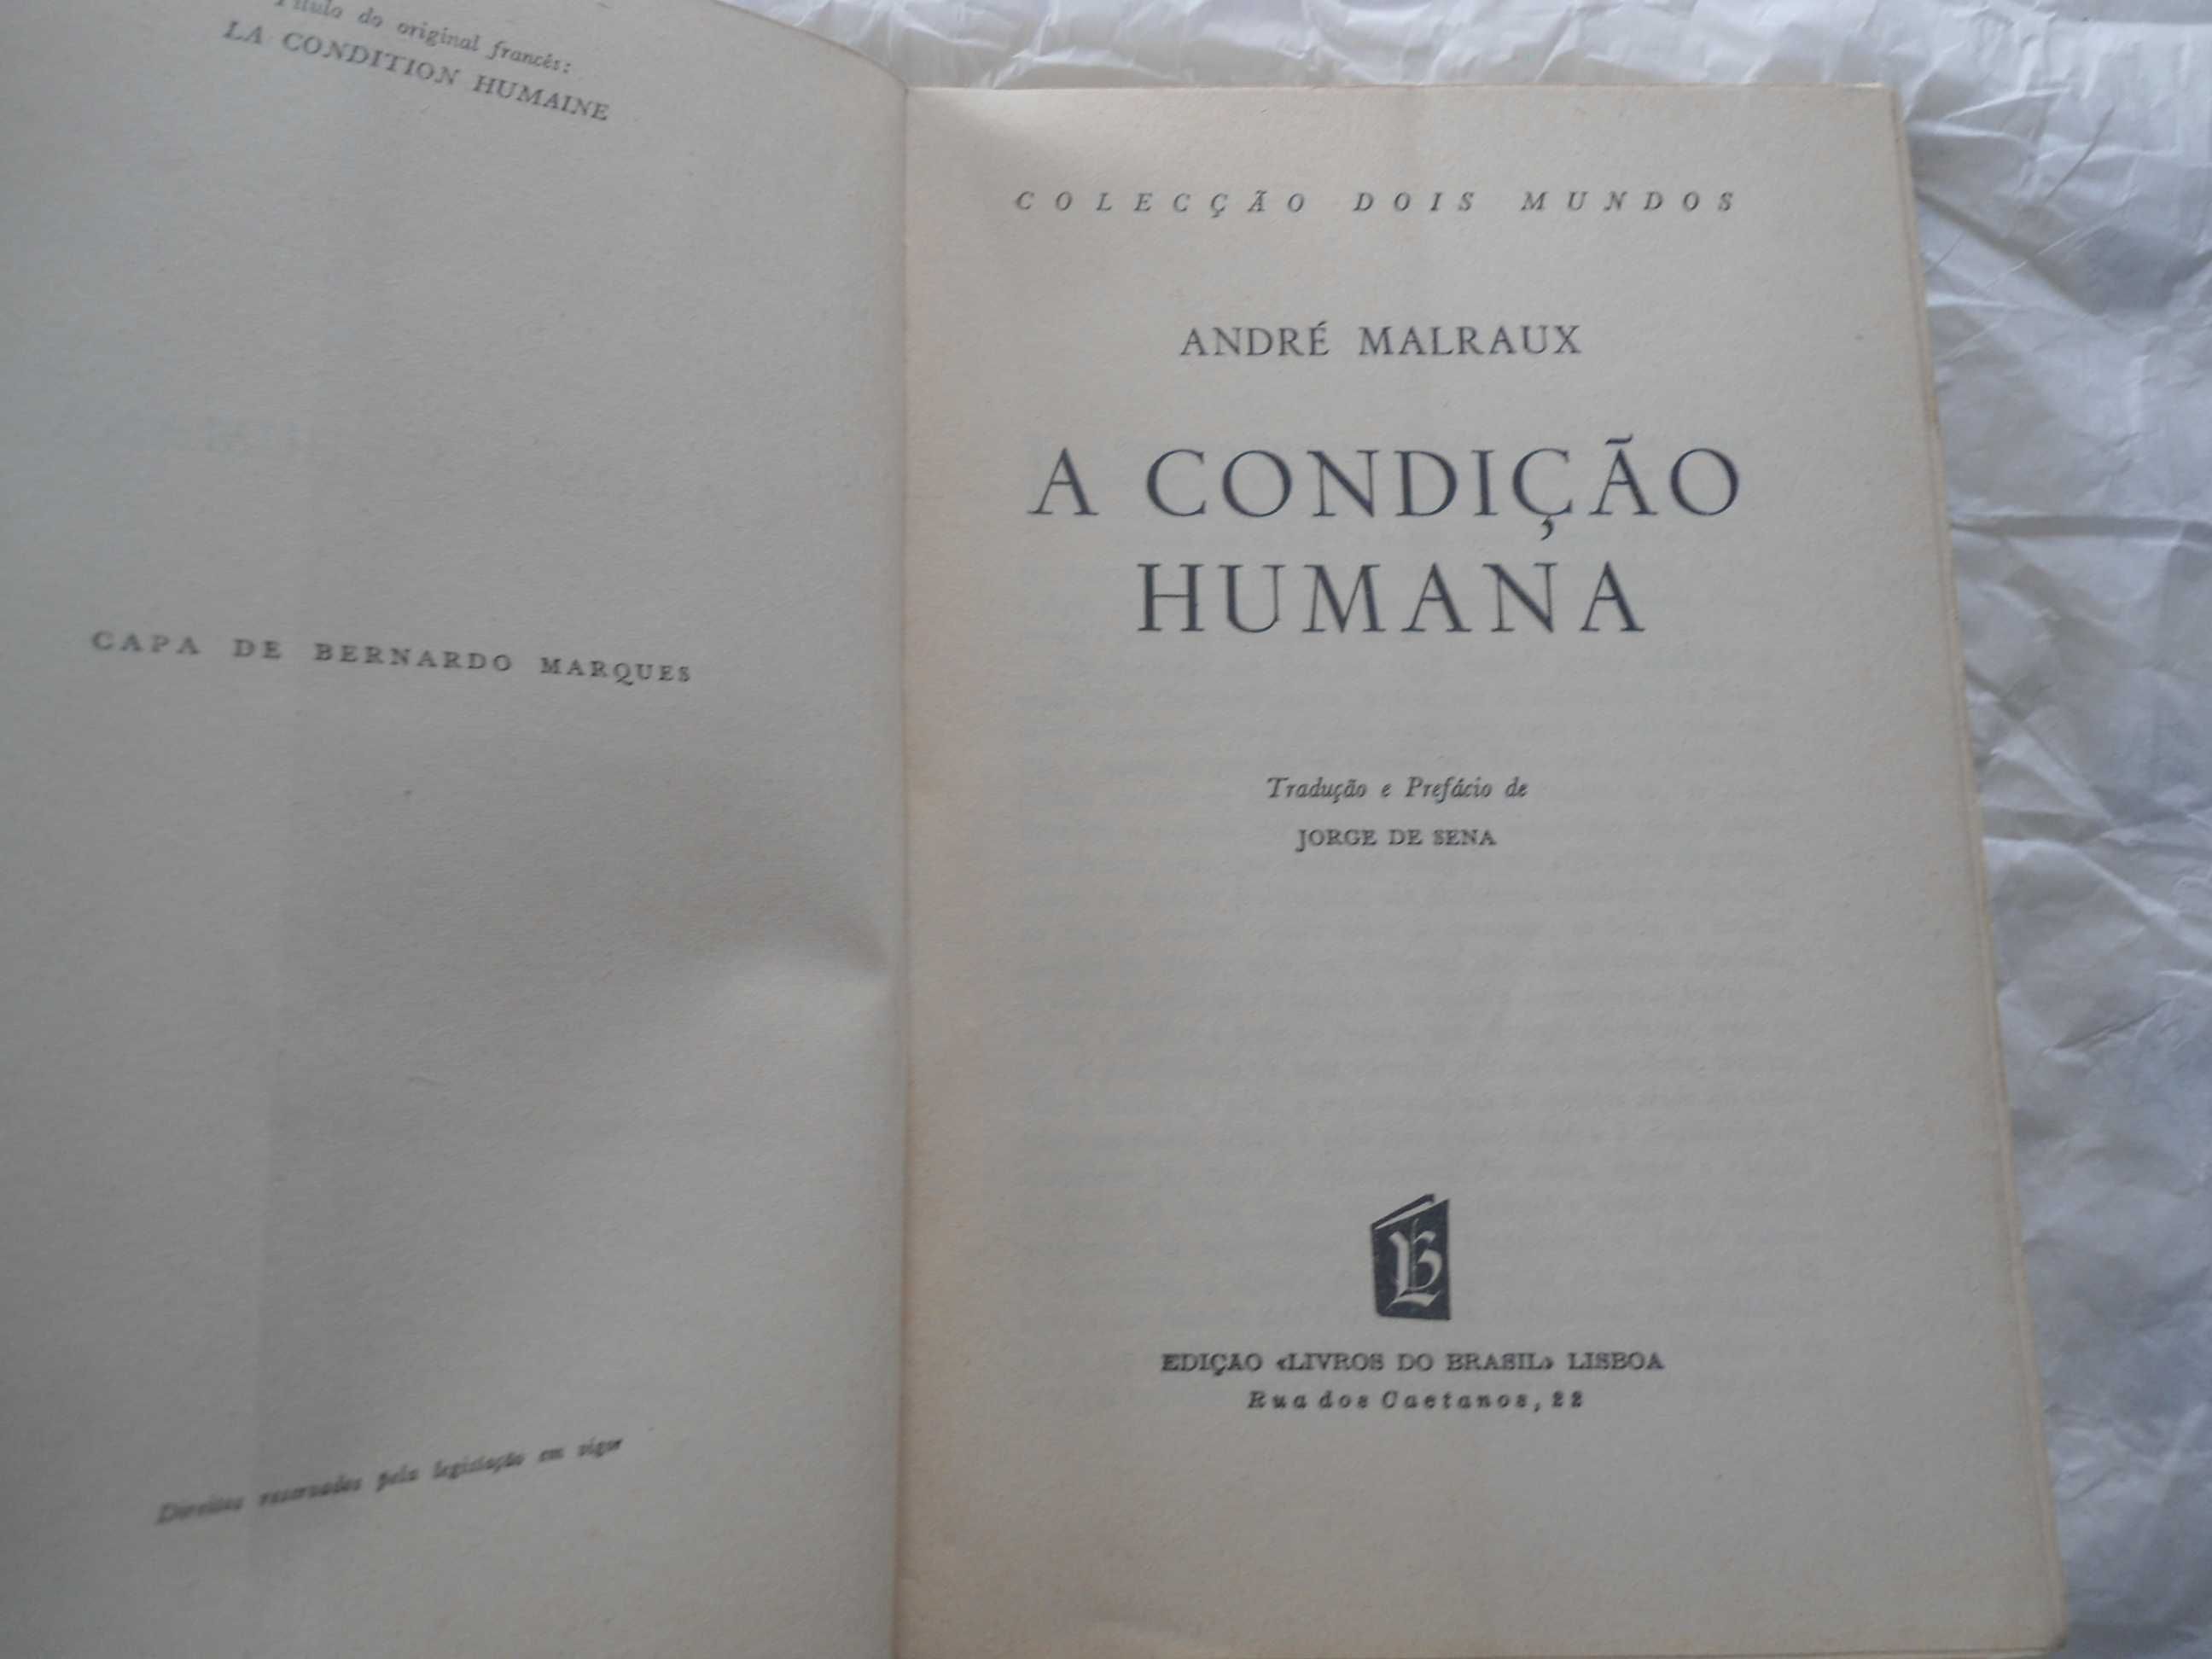 Título do original francês:
LA CONDITION HUMAINE
CAPA DE BERNARDO MARQUES
Direitos reservados pela legislação em vigor
COLECÇÃO DOIS MUNDOS
ANDRÉ MALRAUX
A CONDIÇÃO
HUMANA
Tradução e Prefácio de
JORGE DE SENA
LB
EDIÇÃO «LIVROS DO BRASIL» LISBOA
Rua dos Caetanos, 22